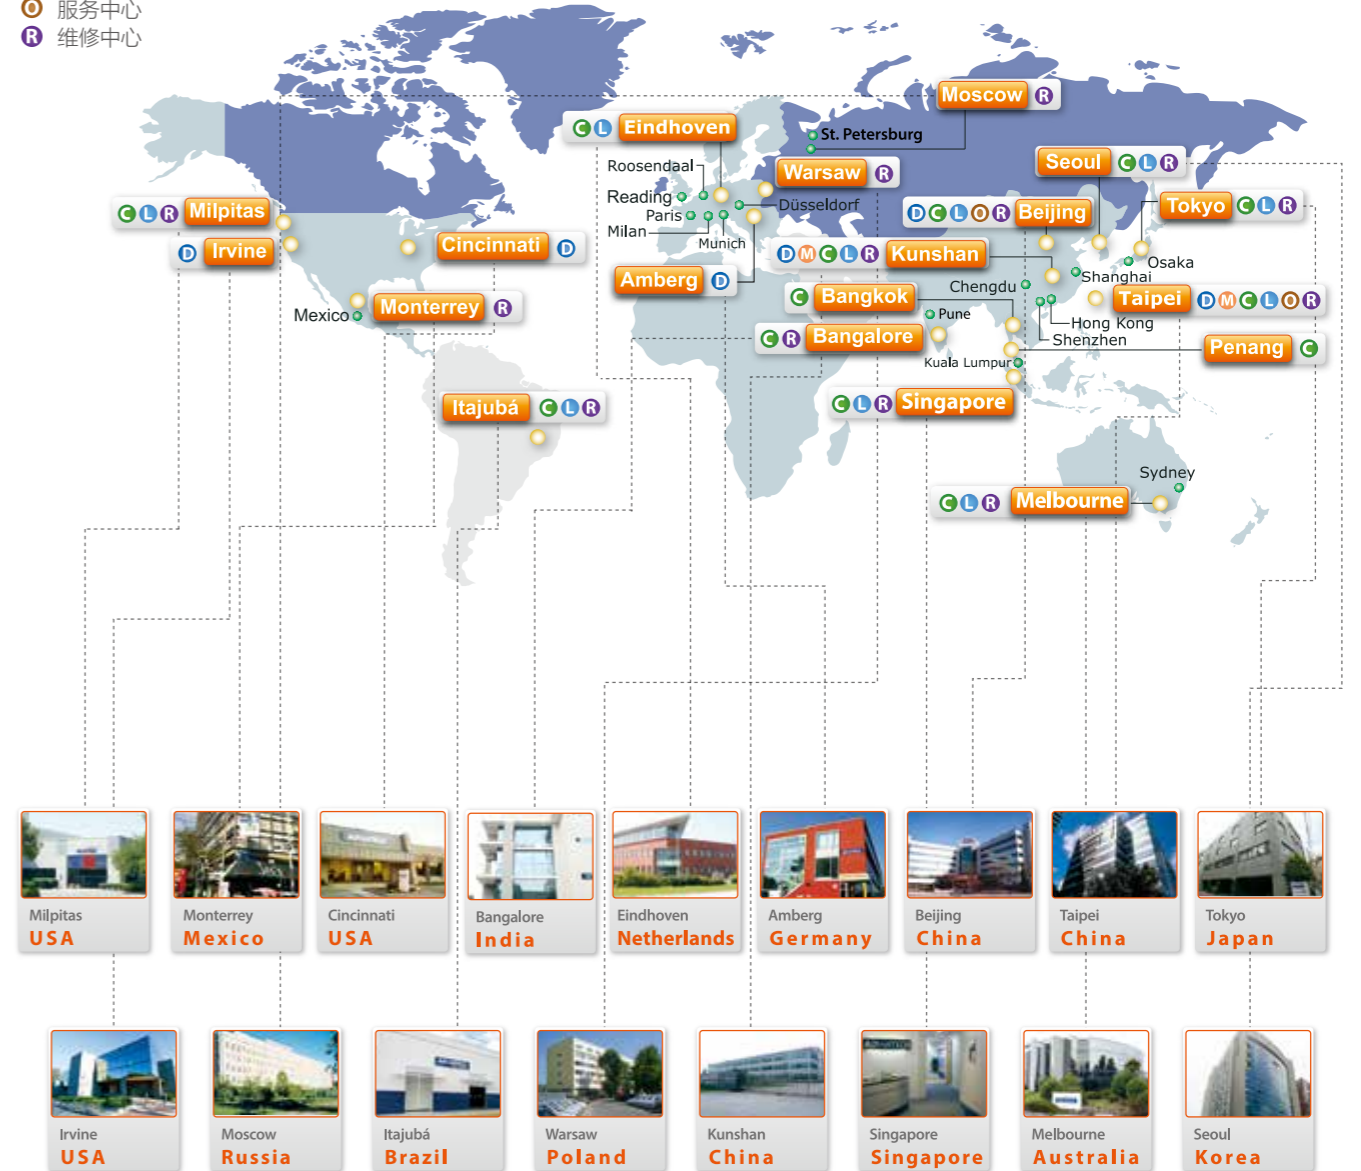 O 服务中心
R 维修中心
Moscow R
C L Eindhoven
St. Petersburg
Roosendaal
Warsaw R
Seoul C L R
Reading
Düsseldorf
C L R Milpitas
Paris
D C L O R Beijing
Tokyo C L R
Milan
Munich
D Irvine
Cincinnati D
D M C L R Kunshan
Osaka
Shanghai
Amberg D
Chengdu
C Bangkok
Taipei D M C L O R
Monterrey R
Mexico
Pune
Hong Kong
C R Bangalore
Shenzhen
Penang C
Kuala Lumpur
Itajubá C L R
C L R Singapore
Sydney
C L R Melbourne
Milpitas
USA
Monterrey
Mexico
Cincinnati
USA
Bangalore
India
Eindhoven
Netherlands
Amberg
Germany
Beijing
China
Taipei
China
Tokyo
Japan
Irvine
USA
Moscow
Russia
Itajubá
Brazil
Warsaw
Poland
Kunshan
China
Singapore
Singapore
Melbourne
Australia
Seoul
Korea